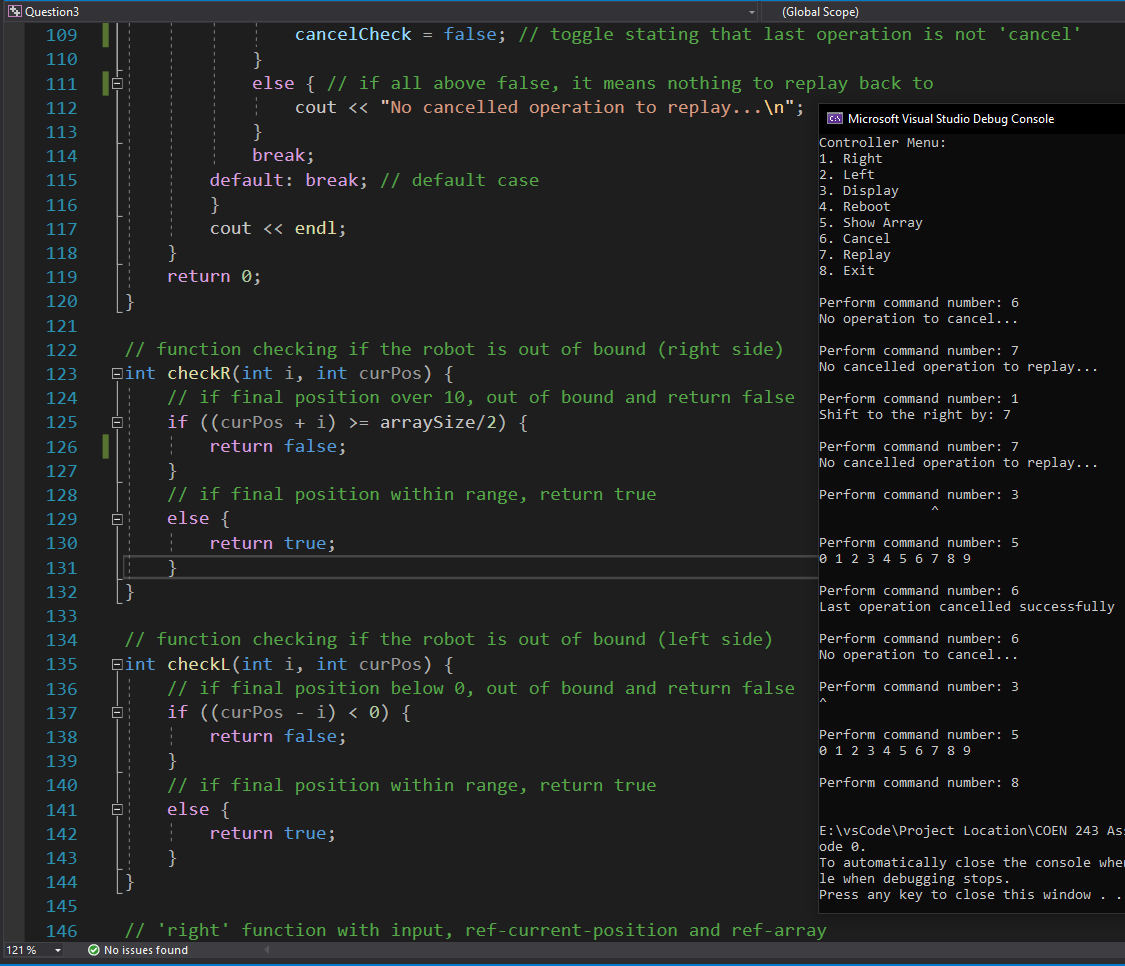 Question3
(Global Scope)
109 cancelCheck = false; // toggle stating that last operation is not 'cancel'
110 }
111 else { // if all above false, it means nothing to replay back to
112 cout << "No cancelled operation to replay...\n";
113 }
114 break;
115 default: break; // default case
116 }
117 cout << endl;
118 }
119 return 0;
120 }
121
122 // function checking if the robot is out of bound (right side)
123 int checkR(int i, int curPos) {
124 // if final position over 10, out of bound and return false
125 if ((curPos + i) >= arraySize/2) {
126 return false;
127 }
128 // if final position within range, return true
129 else {
130 return true;
131 }
132 }
133
134 // function checking if the robot is out of bound (left side)
135 int checkL(int i, int curPos) {
136 // if final position below 0, out of bound and return false
137 if ((curPos - i) < 0) {
138 return false;
139 }
140 // if final position within range, return true
141 else {
142 return true;
143 }
144 }
145
146 // 'right' function with input, ref-current-position and ref-array
121 %
No issues found
Microsoft Visual Studio Debug Console
Controller Menu:
1. Right
2. Left
3. Display
4. Reboot
5. Show Array
6. Cancel
7. Replay
8. Exit
Perform command number: 6
No operation to cancel...
Perform command number: 7
No cancelled operation to replay...
Perform command number: 1
Shift to the right by: 7
Perform command number: 7
No cancelled operation to replay...
Perform command number: 3
^
Perform command number: 5
0 1 2 3 4 5 6 7 8 9
Perform command number: 6
Last operation cancelled successfully
Perform command number: 6
No operation to cancel...
Perform command number: 3
^
Perform command number: 5
0 1 2 3 4 5 6 7 8 9
Perform command number: 8
E:\vsCode\Project Location\COEN 243 Ass
ode 0.
To automatically close the console when
le when debugging stops.
Press any key to close this window . .